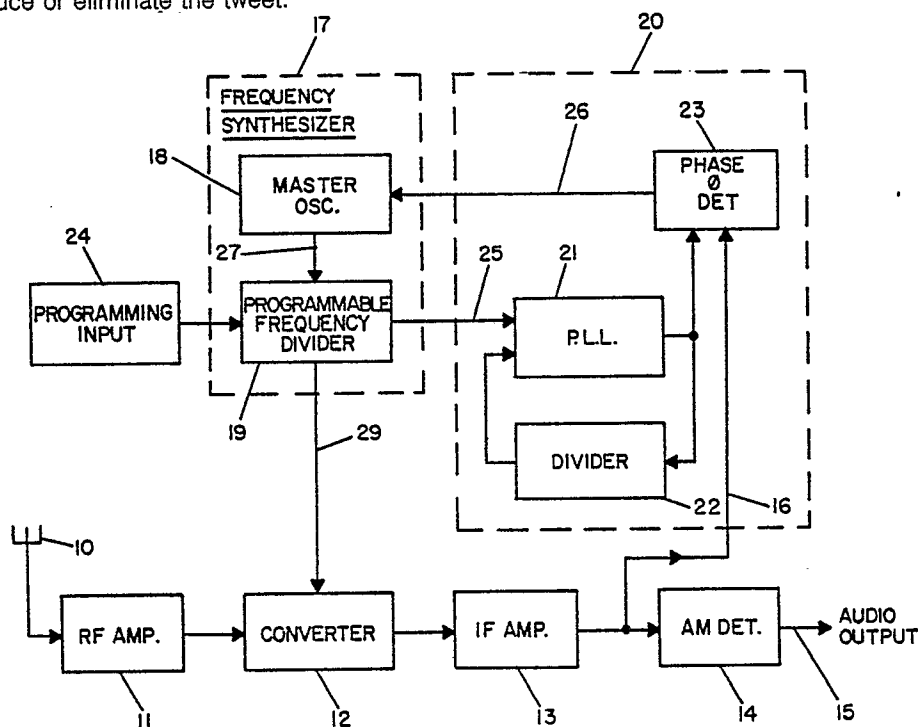 uce or eliminate the tweet.
17
20
FREQUENCY
SYNTHESIZER
26
23
18
MASTER
OSC.
PHASE
Ø
DET
24
27
25
21
PROGRAMMING
INPUT
PROGRAMMABLE
FREQUENCY
DIVIDER
P.L.L.
19
29
DIVIDER
22
16
10
RF AMP.
CONVERTER
IF AMP.
AM DET.
AUDIO
OUTPUT
11
12
13
14
15